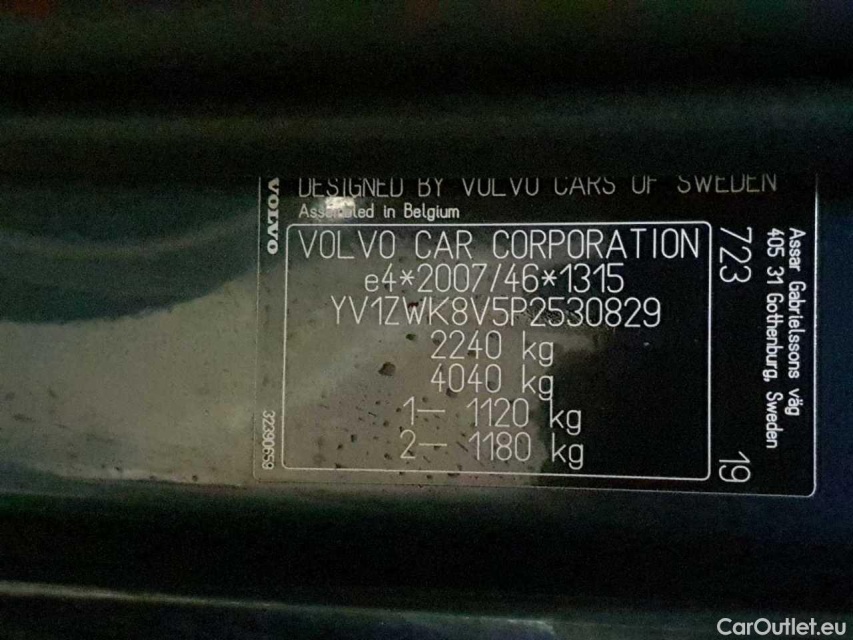 DESIGNED BY VOLVO CARS OF SWEDEN
Assembled in Belgium
VOLVO
VOLVO CAR CORPORATION
e4*2007/46*1315
YV1ZWK8V5P2530829
2240 kg
4040 kg
1— 1120 kg
2— 1180 kg
32390659
723
19
Assar Gabrielssons väg
405 31 Gothenburg, Sweden
CarOutlet.eu